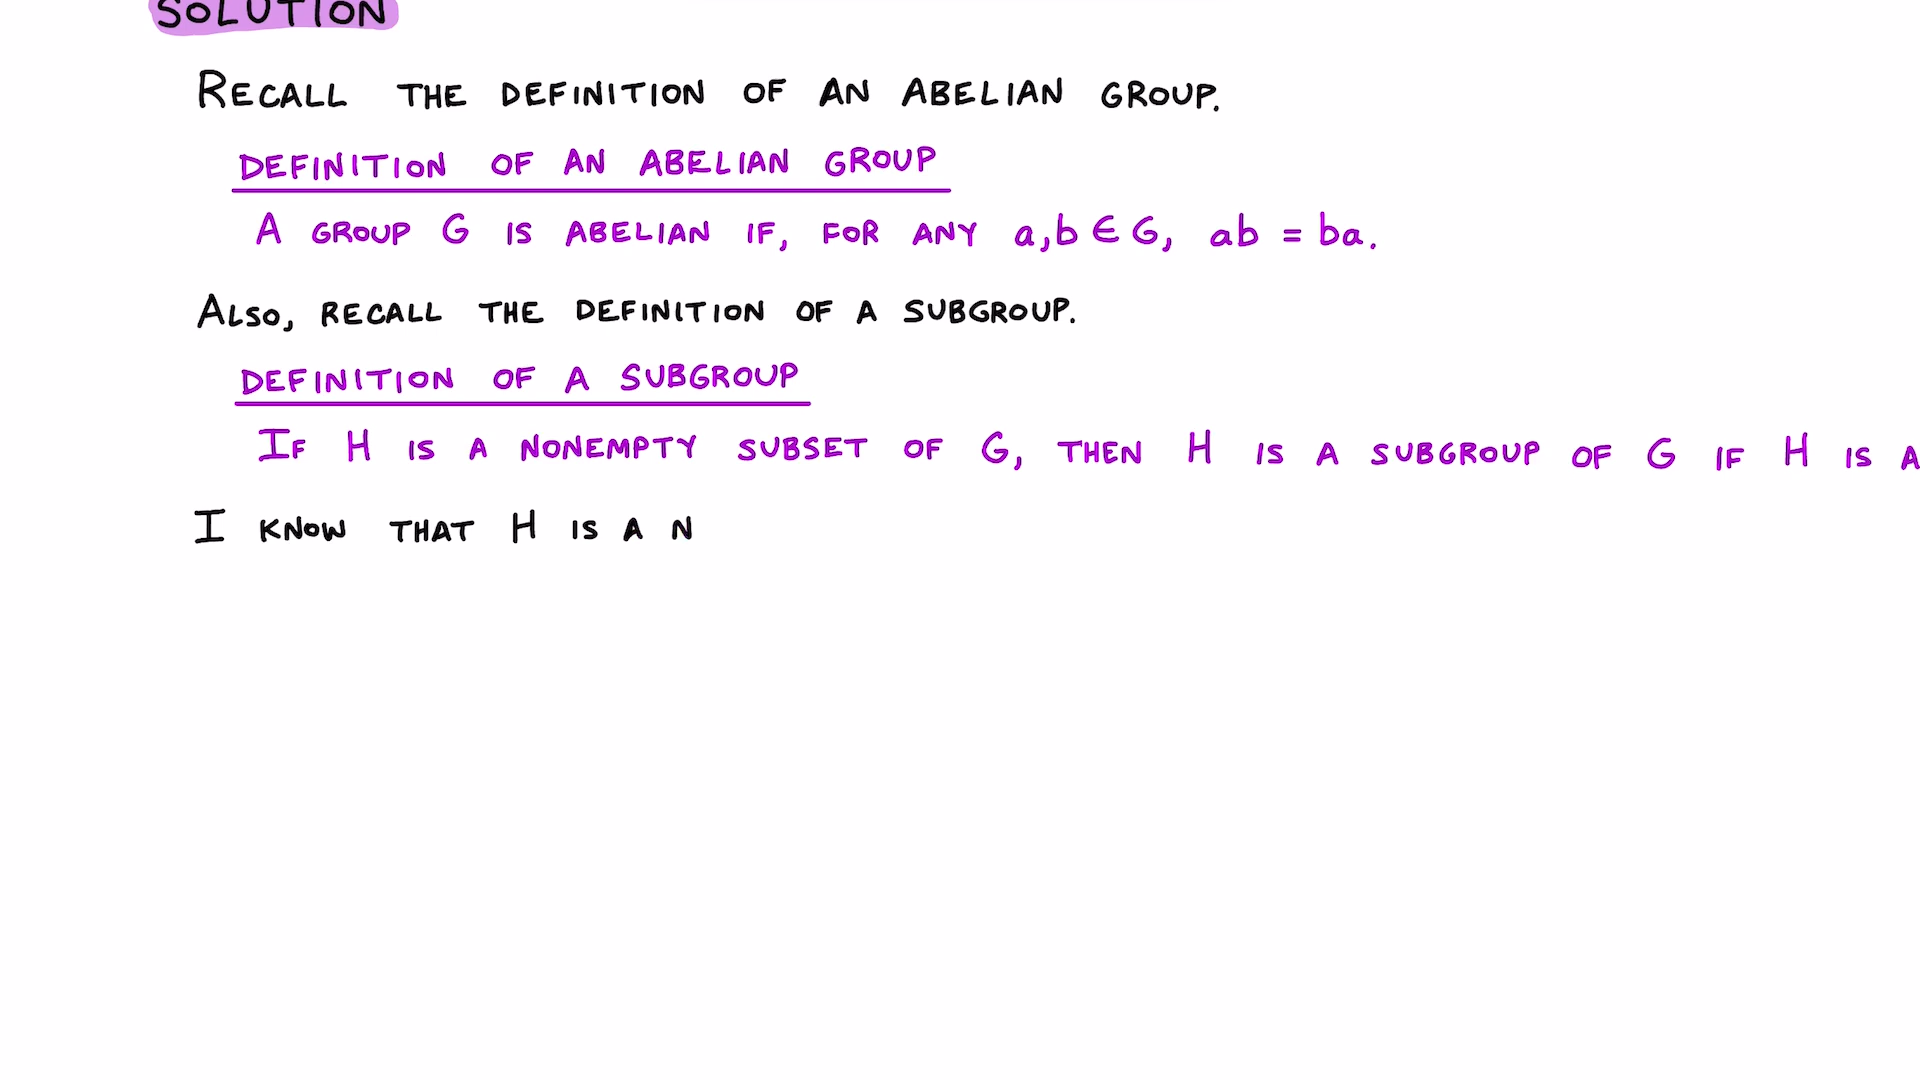 SOLUTION
RECALL THE DEFINITION OF AN ABELIAN GROUP.
DEFINITION OF AN ABELIAN GROUP
A GROUP G IS ABELIAN IF, FOR ANY a,b ∈ G, ab = ba.
ALSO, RECALL THE DEFINITION OF A SUBGROUP.
DEFINITION OF A SUBGROUP
IF H IS A NONEMPTY SUBSET OF G, THEN H IS A SUBGROUP OF G IF H IS A
I KNOW THAT H IS A N